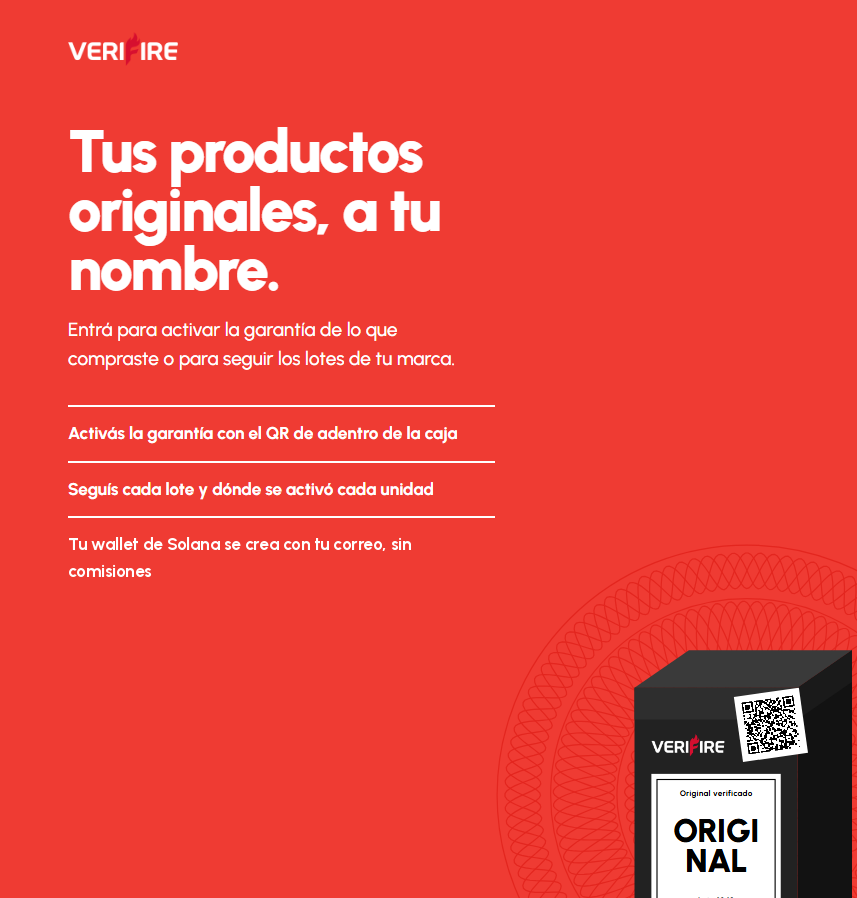 VERIFIRE
Tus productos
originales, a tu
nombre.
Entrá para activar la garantía de lo que
compraste o para seguir los lotes de tu marca.
Activás la garantía con el QR de adentro de la caja
Seguís cada lote y dónde se activó cada unidad
Tu wallet de Solana se crea con tu correo, sin
comisiones
VERIFIRE
Original verificado
ORIGI
NAL